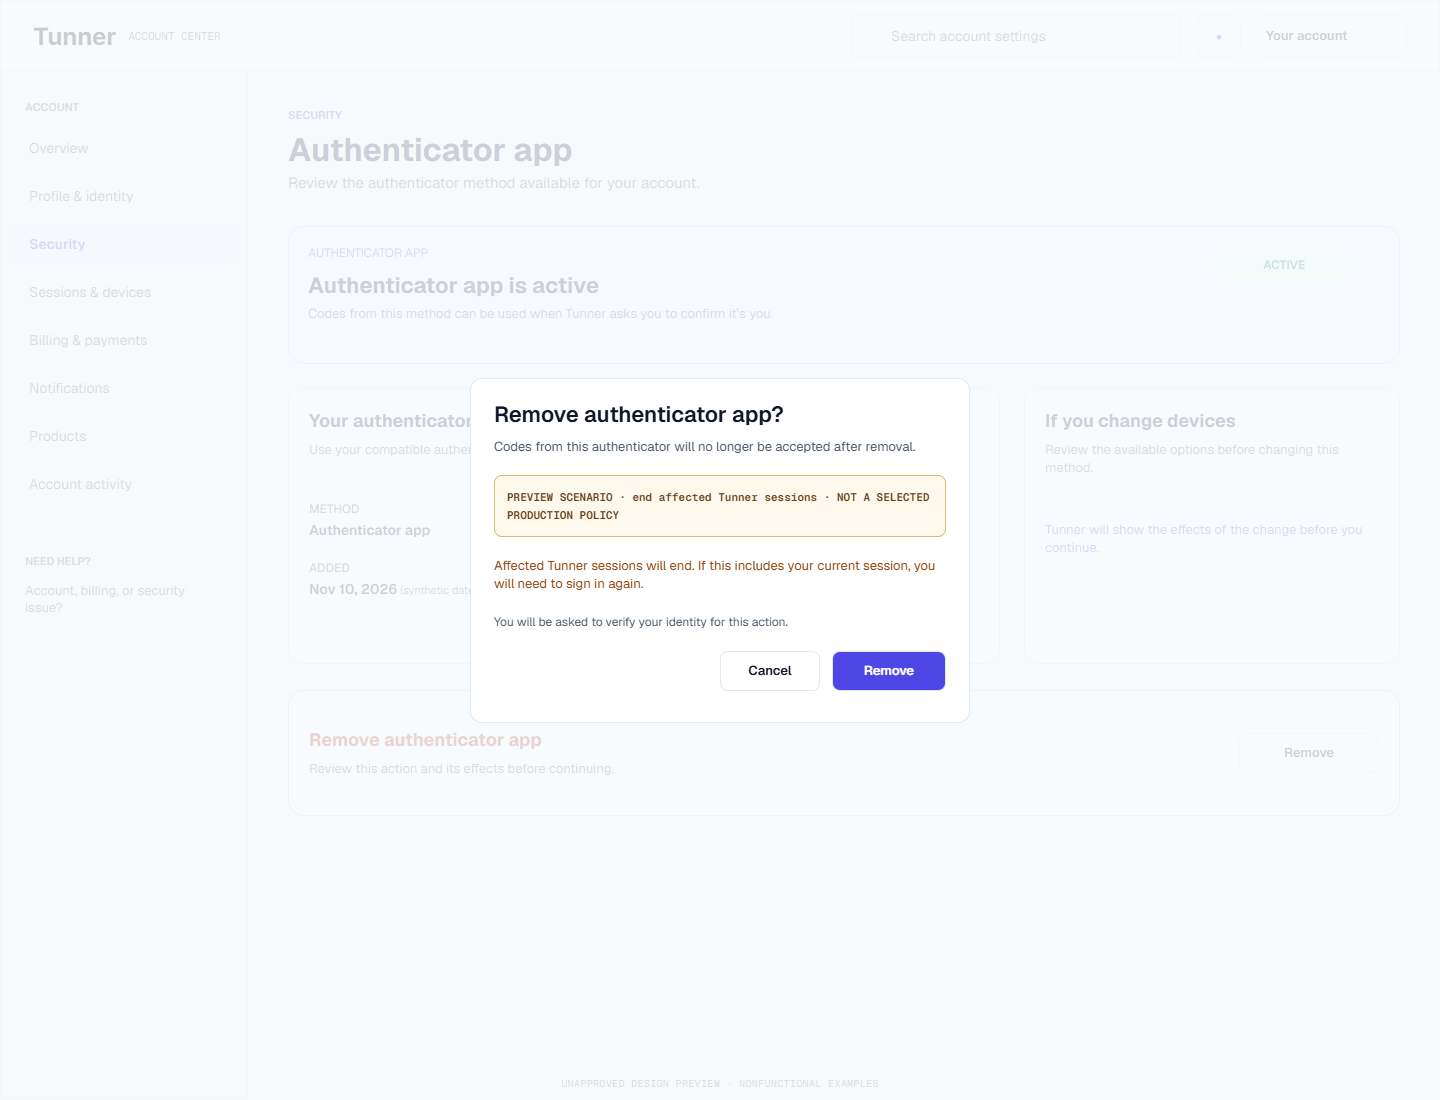 Tunner ACCOUNT CENTER
Search account settings
Your account
ACCOUNT
Overview
Profile & identity
Security
Sessions & devices
Billing & payments
Notifications
Products
Account activity
NEED HELP?
Account, billing, or security
issue?
SECURITY
Authenticator app
Review the authenticator method available for your account.
AUTHENTICATOR APP
Authenticator app is active
Codes from this method can be used when Tunner asks you to confirm it's you.
ACTIVE
Your authenticator
Use your compatible
METHOD
Authenticator app
ADDED
Nov 10, 2026 (synthetic
If you change devices
Review the available options before changing this
method.
Tunner will show the effects of the change before you
continue.
Remove authenticator app?
Codes from this authenticator will no longer be accepted after removal.
PREVIEW SCENARIO · end affected Tunner sessions · NOT A SELECTED
PRODUCTION POLICY
Affected Tunner sessions will end. If this includes your current session, you
will need to sign in again.
You will be asked to verify your identity for this action.
Cancel
Remove
Remove authenticator app
Review this action and its effects before continuing.
Remove
UNAPPROVED DESIGN PREVIEW - NONFUNCTIONAL EXAMPLES